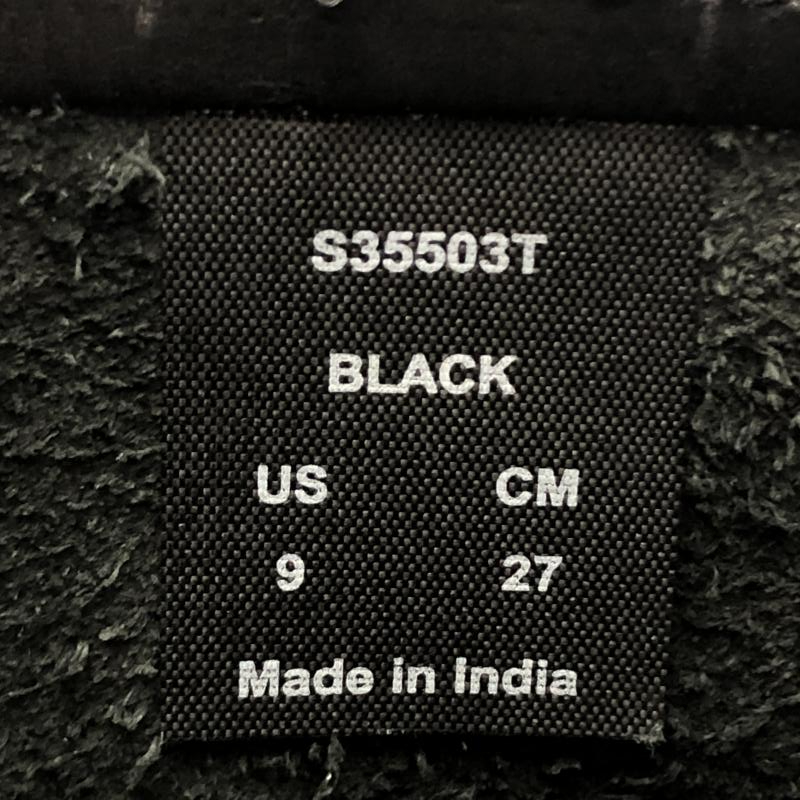 S35503T
BLACK
US CM
9 27
Made in India